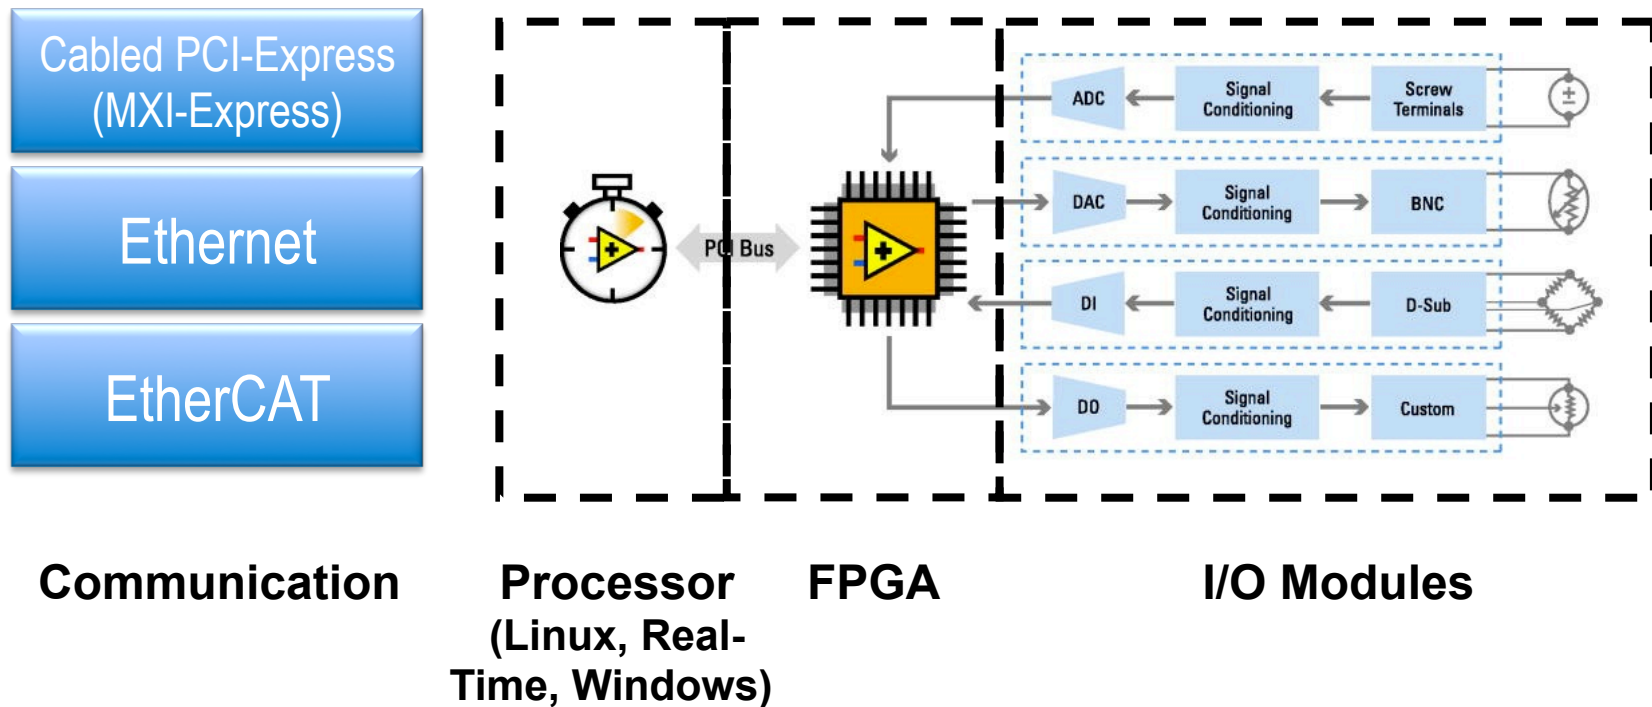 Cabled PCI-Express
(MXI-Express)
Ethernet
EtherCAT
PCI Bus
ADC
Signal
Conditioning
Screw
Terminals
DAC
Signal
Conditioning
BNC
DI
Signal
Conditioning
D-Sub
DO
Signal
Conditioning
Custom
Communication
Processor
(Linux, Real-
Time, Windows)
FPGA
I/O Modules